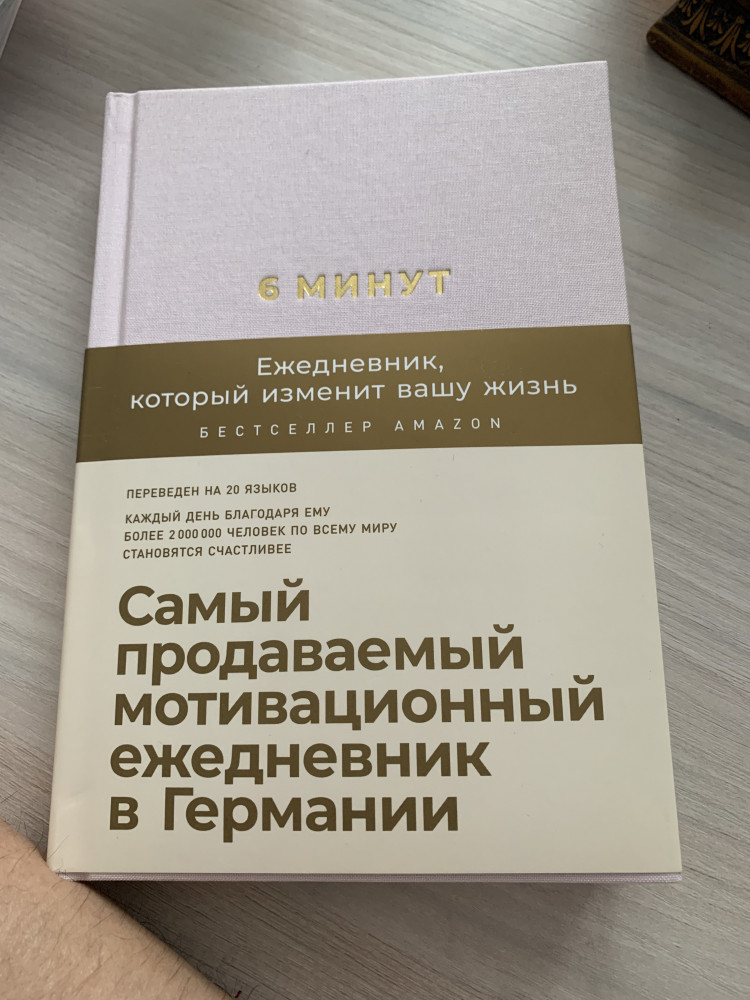 6 МИНУТ
Ежедневник,
который изменит вашу жизнь
БЕСТСЕЛЛЕР AMAZON
ПЕРЕВЕДЕН НА 20 ЯЗЫКОВ
КАЖДЫЙ ДЕНЬ БЛАГОДАРЯ ЕМУ
БОЛЕЕ 2 000 000 ЧЕЛОВЕК ПО ВСЕМУ МИРУ
СТАНОВЯТСЯ СЧАСТЛИВЕЕ
Самый
продаваемый
мотивационный
ежедневник
в Германии